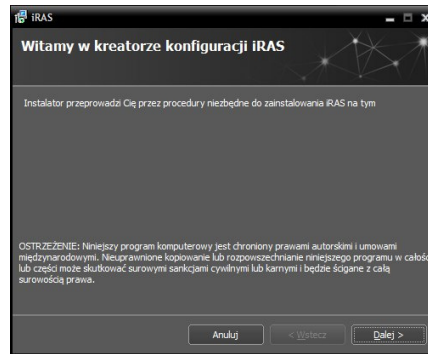 iRAS
Witamy w kreatorze konfiguracji iRAS
Instalator przeprowadzi Cię przez procedury niezbędne do zainstalowania iRAS na tym
OSTRZEŻENIE: Niniejszy program komputerowy jest chroniony prawami autorskimi i umowami
międzynarodowymi. Nieuprawnione kopiowanie lub rozpowszechnianie niniejszego programu w całośc
lub części może skutkować surowymi sankcjami cywilnymi lub karnymi i będzie ścigane z całą
surowością prawa.
Anuluj < Wstecz Dalej >